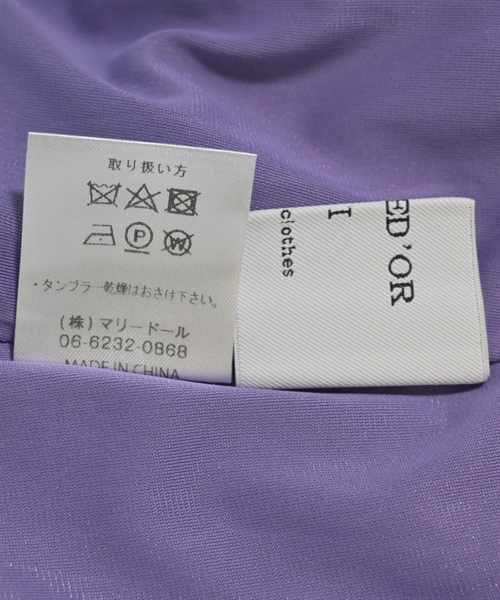 取り扱い方
P W
・タンブラー乾燥はおさけ下さい。
(株)マリードール
06-6232-0868
MADE IN CHINA
ED'OR
I
clothes